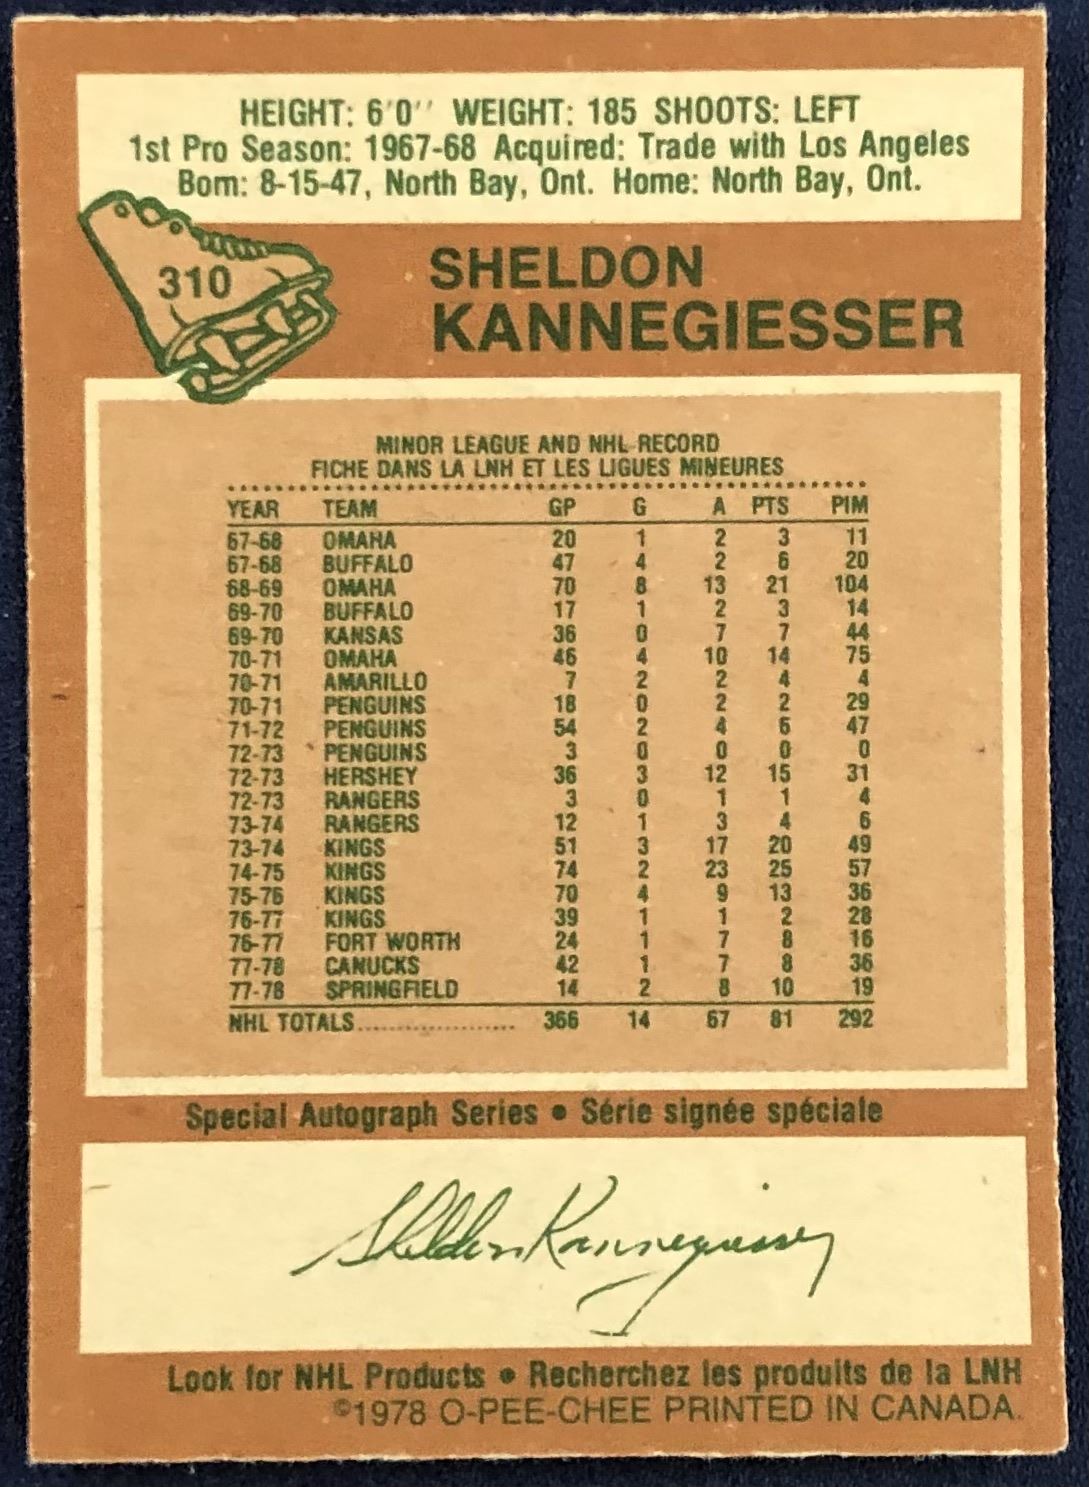 HEIGHT: 6'0'' WEIGHT: 185 SHOOTS: LEFT
1st Pro Season: 1967-68 Acquired: Trade with Los Angeles
Born: 8-15-47, North Bay, Ont. Home: North Bay, Ont.
310
SHELDON
KANNEGIESSER
MINOR LEAGUE AND NHL RECORD
FICHE DANS LA LNH ET LES LIGUES MINEURES
YEAR TEAM GP G A PTS PIM
67-68 OMAHA 20 1 2 3 11
67-68 BUFFALO 47 4 2 6 20
68-69 OMAHA 70 8 13 21 104
69-70 BUFFALO 17 1 2 3 14
69-70 KANSAS 36 0 7 7 44
70-71 OMAHA 46 4 10 14 75
70-71 AMARILLO 7 2 2 4 4
70-71 PENGUINS 18 0 2 2 29
71-72 PENGUINS 54 2 4 6 47
72-73 PENGUINS 3 0 0 0 0
72-73 HERSHEY 36 3 12 15 31
72-73 RANGERS 3 0 1 1 4
73-74 RANGERS 12 1 3 4 6
73-74 KINGS 51 3 17 20 49
74-75 KINGS 74 2 23 25 57
75-76 KINGS 70 4 9 13 36
76-77 KINGS 39 1 1 2 28
76-77 FORT WORTH 24 1 7 8 16
77-78 CANUCKS 42 1 7 8 36
77-78 SPRINGFIELD 14 2 8 10 19
NHL TOTALS.................... 366 14 67 81 292
Special Autograph Series • Série signée spéciale
Sheldon Kannegiesser
Look for NHL Products • Recherchez les produits de la LNH
©1978 O-PEE-CHEE PRINTED IN CANADA.